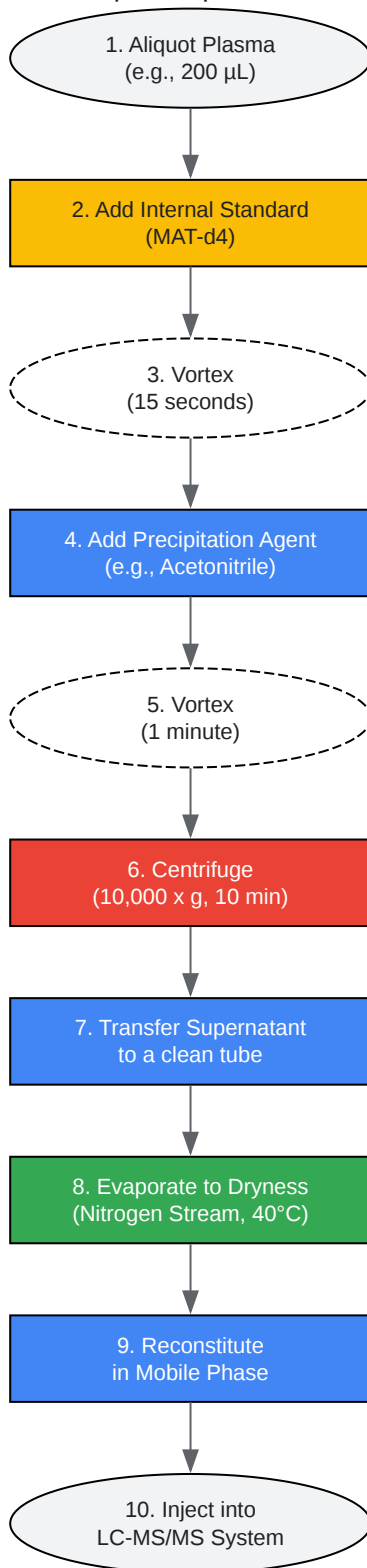 1. Aliquot Plasma
(e.g., 200 µL)
2. Add Internal Standard
(MAT-d4)
3. Vortex
(15 seconds)
4. Add Precipitation Agent
(e.g., Acetonitrile)
5. Vortex
(1 minute)
6. Centrifuge
(10,000 x g, 10 min)
7. Transfer Supernatant
to a clean tube
8. Evaporate to Dryness
(Nitrogen Stream, 40°C)
9. Reconstitute
in Mobile Phase
10. Inject into
LC-MS/MS System